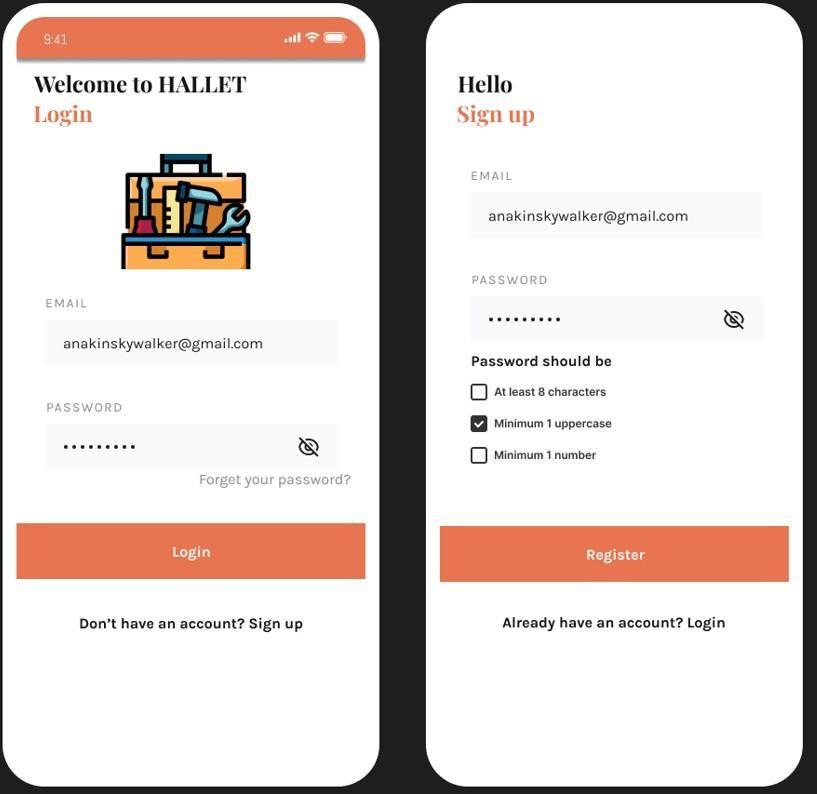 9:41
Welcome to HALLET
Login
EMAIL
anakinskywalker@gmail.com
PASSWORD
•••••••••
Forget your password?
Login
Don’t have an account? Sign up
Hello
Sign up
EMAIL
anakinskywalker@gmail.com
PASSWORD
•••••••••
Password should be
At least 8 characters
Minimum 1 uppercase
Minimum 1 number
Register
Already have an account? Login